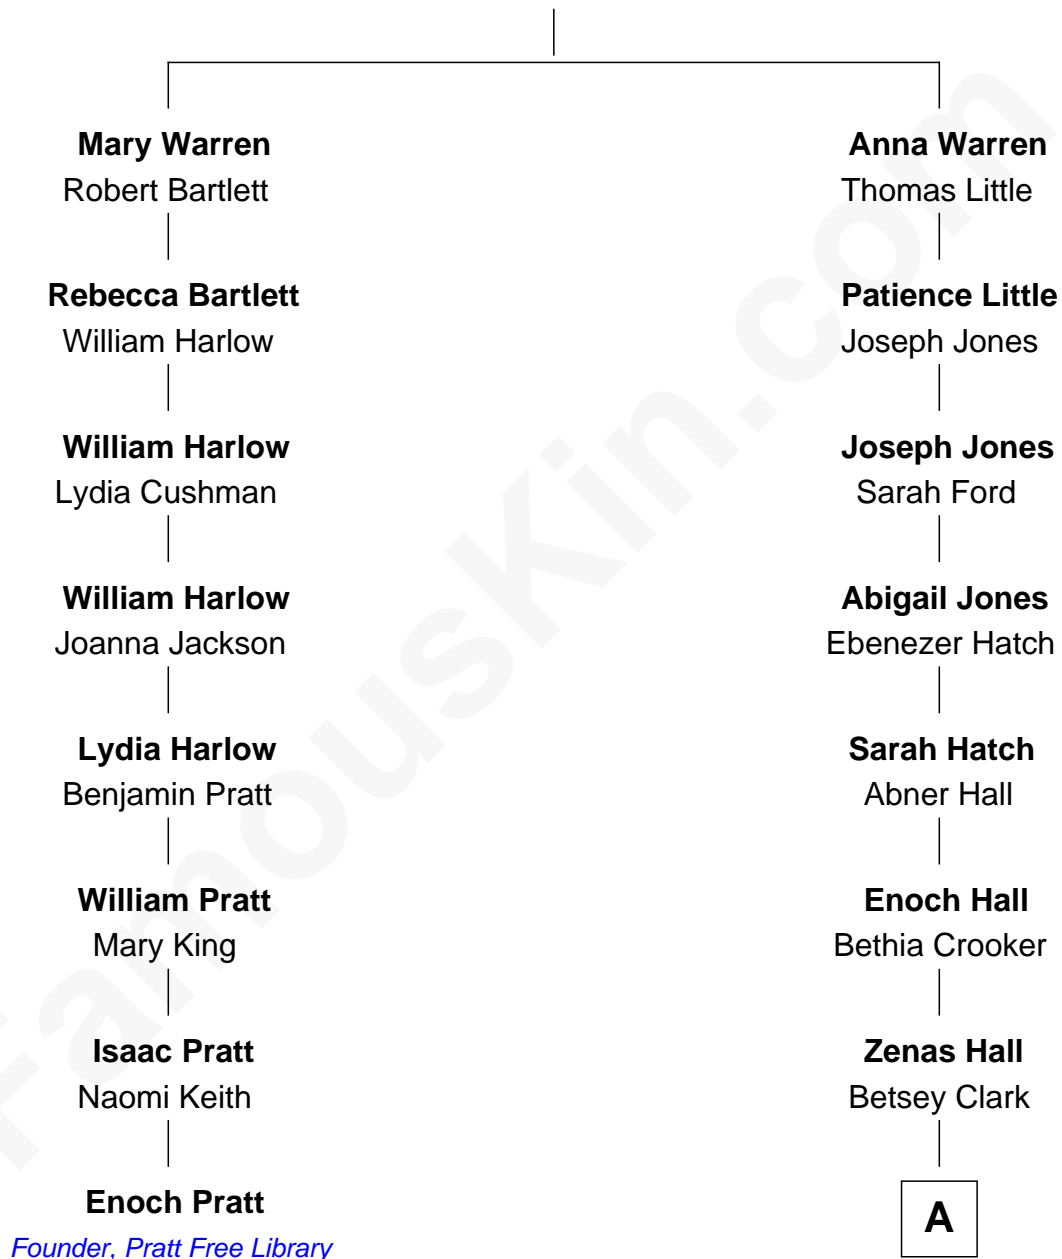 Mary Warren
Robert Bartlett
Rebecca Bartlett
William Harlow
William Harlow
Lydia Cushman
William Harlow
Joanna Jackson
Lydia Harlow
Benjamin Pratt
William Pratt
Mary King
Isaac Pratt
Naomi Keith
Enoch Pratt
Founder, Pratt Free Library
Anna Warren
Thomas Little
Patience Little
Joseph Jones
Joseph Jones
Sarah Ford
Abigail Jones
Ebenezer Hatch
Sarah Hatch
Abner Hall
Enoch Hall
Bethia Crooker
Zenas Hall
Betsey Clark
A
FamousKin.com